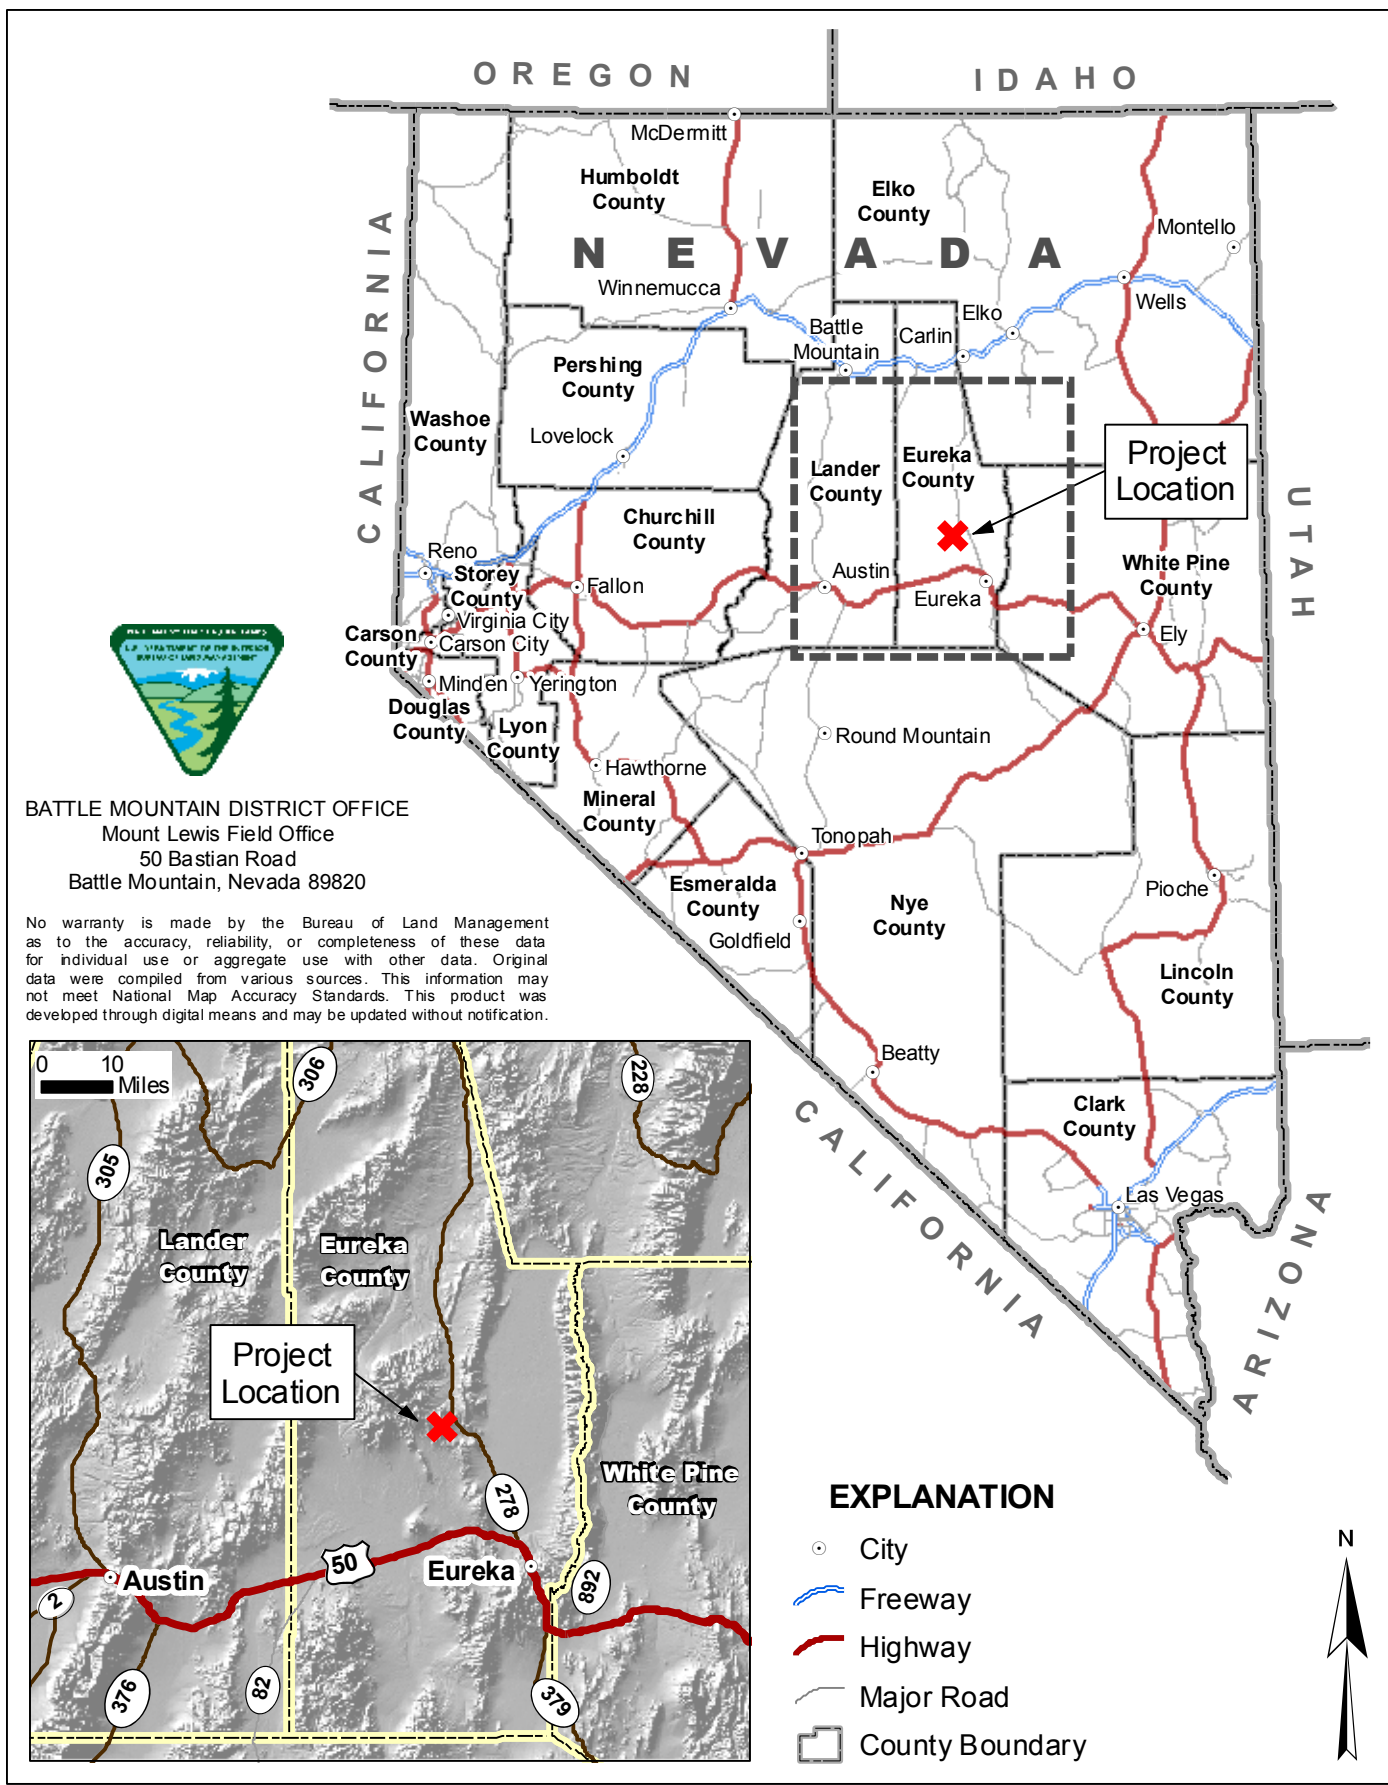 OREGON
IDAHO
McDermitt
Humboldt
County
Elko
County
Montello
NEVADA
CALIFORNIA
Winnemucca
Wells
Elko
Battle
Mountain
Carlin
Pershing
County
Washoe
County
Lovelock
Lander
County
Eureka
County
Project
Location
UTAH
Churchill
County
Reno
Storey
County
Fallon
Austin
Eureka
White Pine
County
Virginia City
Carson
County
Carson City
Ely
Minden
Yerington
Douglas
County
Lyon
County
Round Mountain
Hawthorne
Mineral
County
Tonopah
Esmeralda
County
Nye
County
Pioche
Goldfield
Lincoln
County
Beatty
Clark
County
Las Vegas
CALIFORNIA
ARIZONA
U.S. DEPARTMENT OF THE INTERIOR
BUREAU OF LAND MANAGEMENT
BATTLE MOUNTAIN DISTRICT OFFICE
Mount Lewis Field Office
50 Bastian Road
Battle Mountain, Nevada 89820
No warranty is made by the Bureau of Land Management
as to the accuracy, reliability, or completeness of these data
for individual use or aggregate use with other data. Original
data were compiled from various sources. This information may
not meet National Map Accuracy Standards. This product was
developed through digital means and may be updated without notification.
0 10
Miles
306
228
305
Lander
County
Eureka
County
Project
Location
White Pine
County
278
50
Austin
Eureka
892
2
376
82
379
EXPLANATION
City
Freeway
Highway
Major Road
County Boundary
N